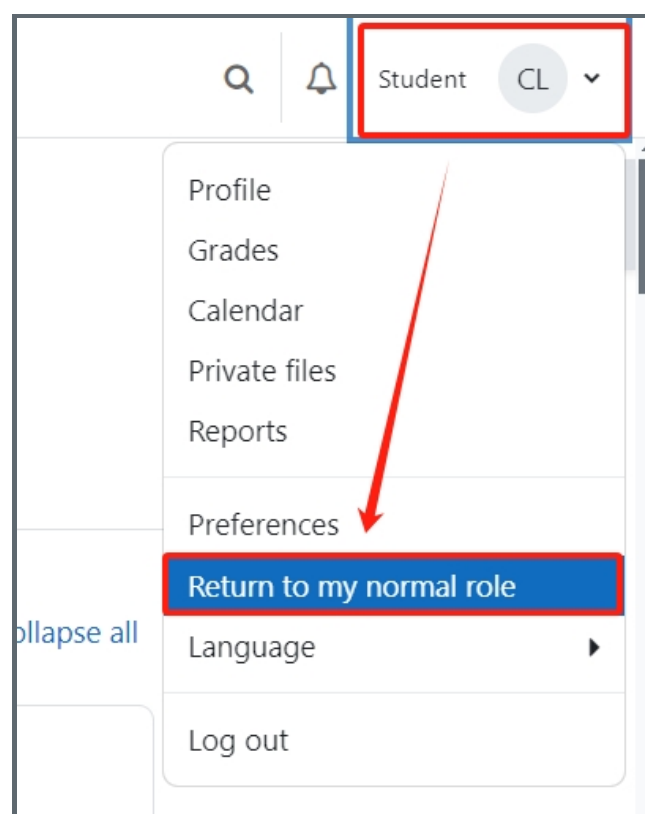 Student CL
Profile
Grades
Calendar
Private files
Reports
Preferences
Return to my normal role
ollapse all
Language
Log out